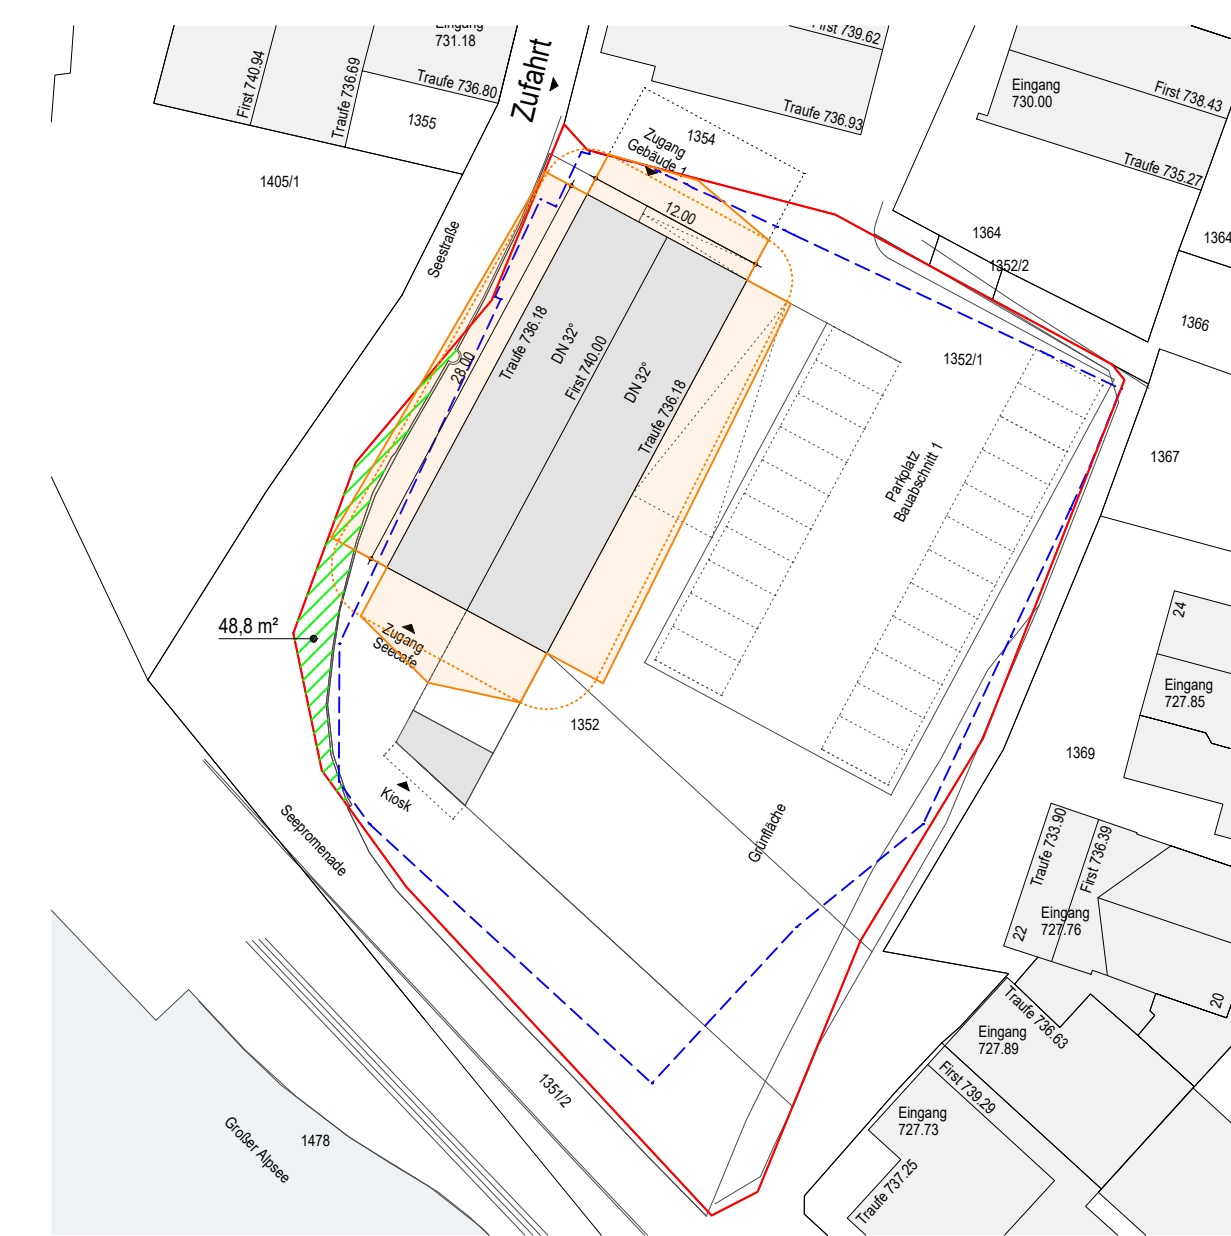 Eingang
731.18
First 740.94
Traufe 736.69
Traufe 736.80
1355
Zufahrt
First 739.62
Traufe 736.93
Eingang
730.00
First 738.43
Traufe 735.27
1405/1
Zugang
Gebäude 1
1354
12.00
Seestraße
1364
1364
1352/2
1366
28.00
Traufe 736.18
DN 32°
First 740.00
DN 32°
Traufe 736.18
1352/1
Parkplatz
Bauabschnitt 1
1367
24
48,8 m²
Zugang
Seecafe
Eingang
727.85
1352
1369
Kiosk
Seepromenade
Grünfläche
Traufe 733.90
First 736.39
Eingang
727.76
22
20
Traufe 736.63
Eingang
727.89
First 739.29
1351/2
Eingang
727.73
Großer Alpsee
1478
Traufe 737.25